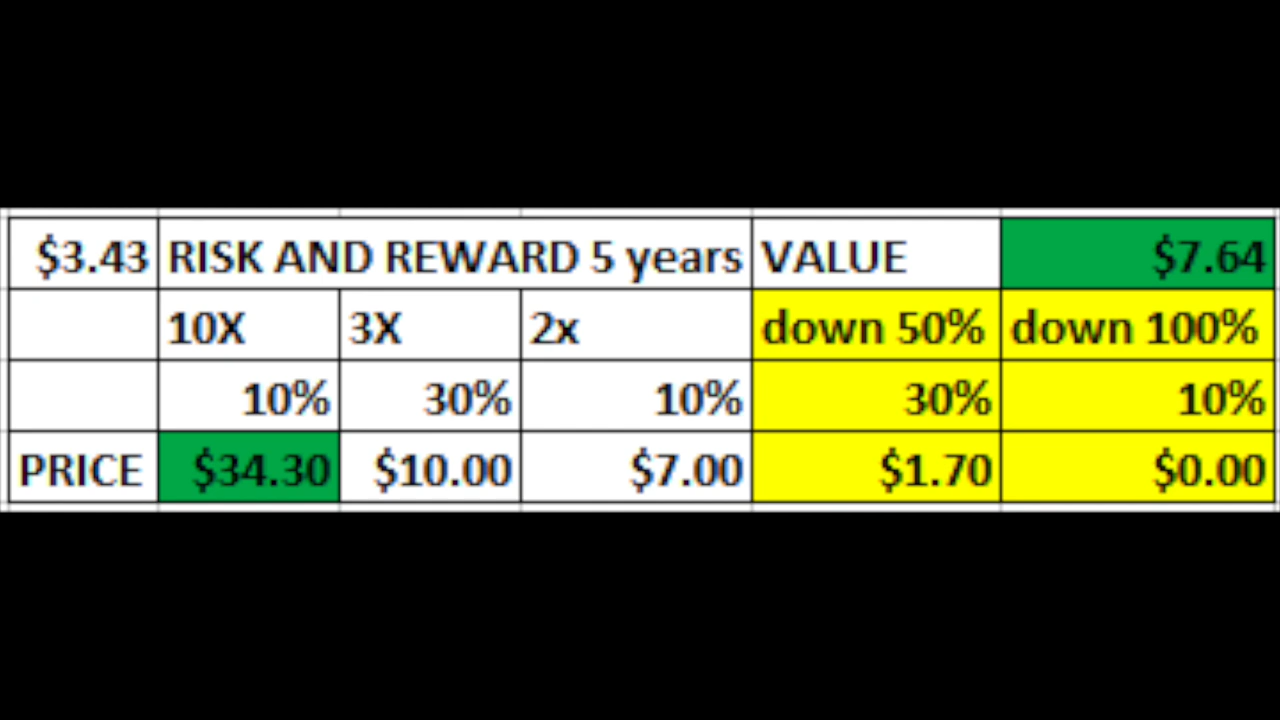 $3.43 RISK AND REWARD 5 years VALUE $7.64
10X 3X 2x down 50% down 100%
10% 30% 10% 30% 10%
PRICE $34.30 $10.00 $7.00 $1.70 $0.00